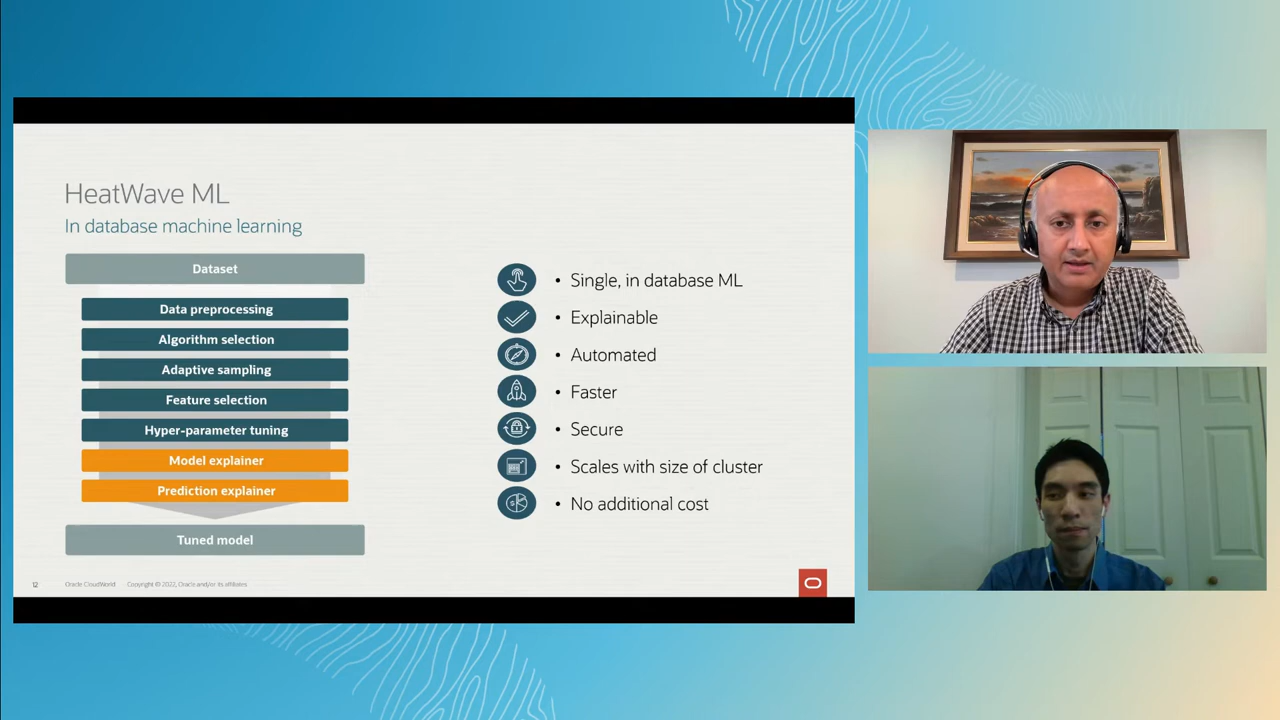 HeatWave ML
In database machine learning
Dataset
Data preprocessing
Algorithm selection
Adaptive sampling
Feature selection
Hyper-parameter tuning
Model explainer
Prediction explainer
Tuned model
• Single, in database ML
• Explainable
• Automated
• Faster
• Secure
• Scales with size of cluster
• No additional cost
12 Oracle CloudWorld Copyright © 2022, Oracle and/or its affiliates